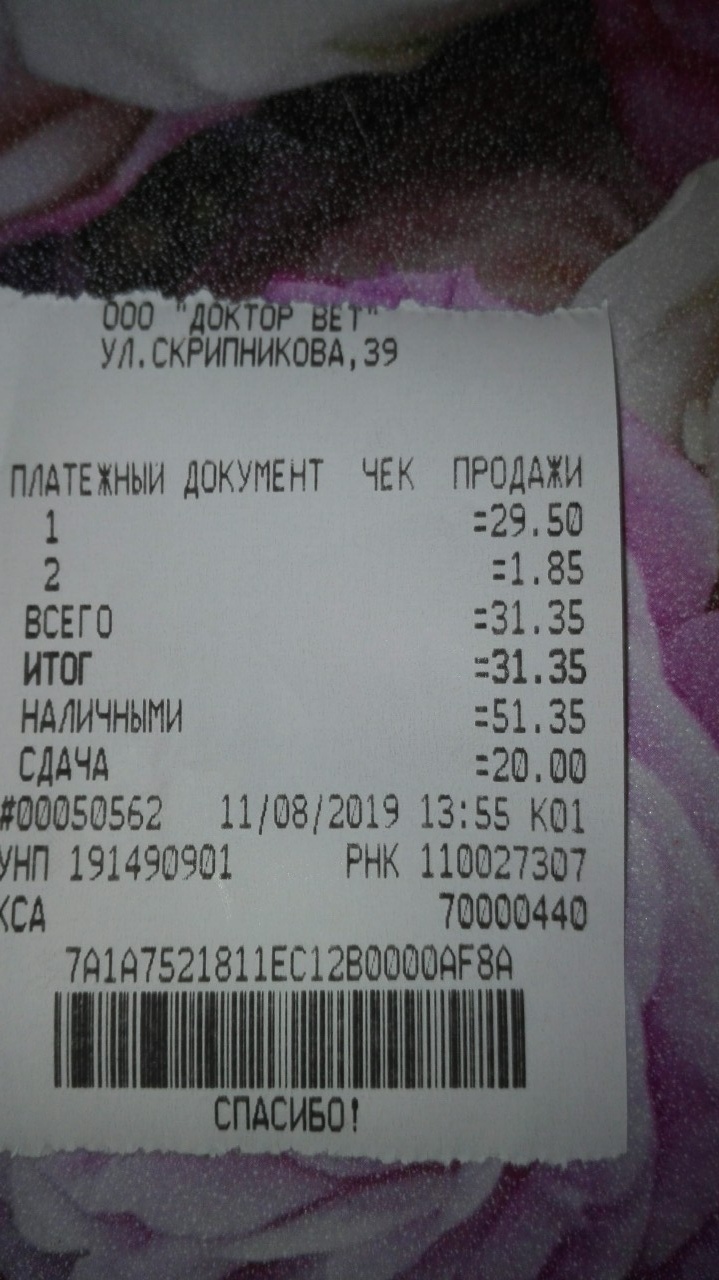 ООО "ДОКТОР ВЕТ"
УЛ.СКРИПНИКОВА,39
ПЛАТЕЖНЫЙ ДОКУМЕНТ ЧЕК ПРОДАЖИ
1 =29.50
2 =1.85
ВСЕГО =31.35
ИТОГ =31.35
НАЛИЧНЫМИ =51.35
СДАЧА =20.00
#00050562 11/08/2019 13:55 К01
УНП 191490901 РНК 110027307
КСА 70000440
7A1A7521811EC12B0000AF8A
СПАСИБО!